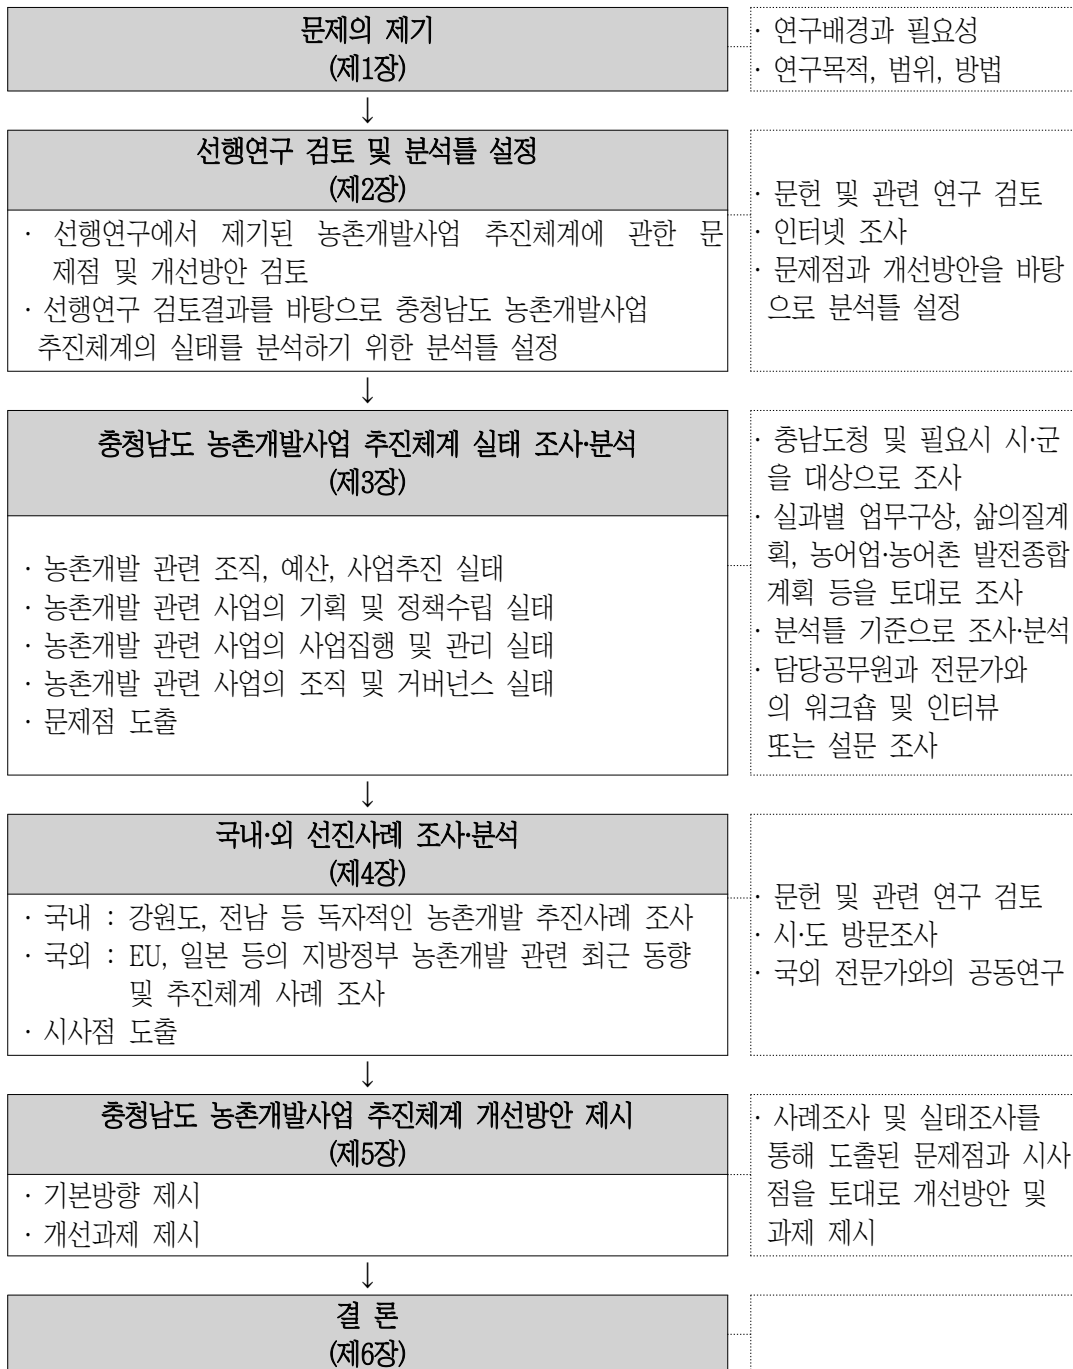 문제의 제기
(제1장)
· 연구배경과 필요성
· 연구목적, 범위, 방법
↓
선행연구 검토 및 분석틀 설정
(제2장)
· 선행연구에서 제기된 농촌개발사업 추진체계에 관한 문
제점 및 개선방안 검토
· 선행연구 검토결과를 바탕으로 충청남도 농촌개발사업
추진체계의 실태를 분석하기 위한 분석틀 설정
· 문헌 및 관련 연구 검토
· 인터넷 조사
· 문제점과 개선방안을 바탕
으로 분석틀 설정
↓
충청남도 농촌개발사업 추진체계 실태 조사·분석
(제3장)
· 농촌개발 관련 조직, 예산, 사업추진 실태
· 농촌개발 관련 사업의 기획 및 정책수립 실태
· 농촌개발 관련 사업의 사업집행 및 관리 실태
· 농촌개발 관련 사업의 조직 및 거버넌스 실태
· 문제점 도출
· 충남도청 및 필요시 시·군
을 대상으로 조사
· 실과별 업무구상, 삶의질계
획, 농어업·농어촌 발전종합
계획 등을 토대로 조사
· 분석틀 기준으로 조사·분석
· 담당공무원과 전문가와
의 워크숍 및 인터뷰
또는 설문 조사
↓
국내·외 선진사례 조사·분석
(제4장)
· 국내 : 강원도, 전남 등 독자적인 농촌개발 추진사례 조사
· 국외 : EU, 일본 등의 지방정부 농촌개발 관련 최근 동향
및 추진체계 사례 조사
· 시사점 도출
· 문헌 및 관련 연구 검토
· 시·도 방문조사
· 국외 전문가와의 공동연구
↓
충청남도 농촌개발사업 추진체계 개선방안 제시
(제5장)
· 기본방향 제시
· 개선과제 제시
· 사례조사 및 실태조사를
통해 도출된 문제점과 시사
점을 토대로 개선방안 및
과제 제시
↓
결 론
(제6장)